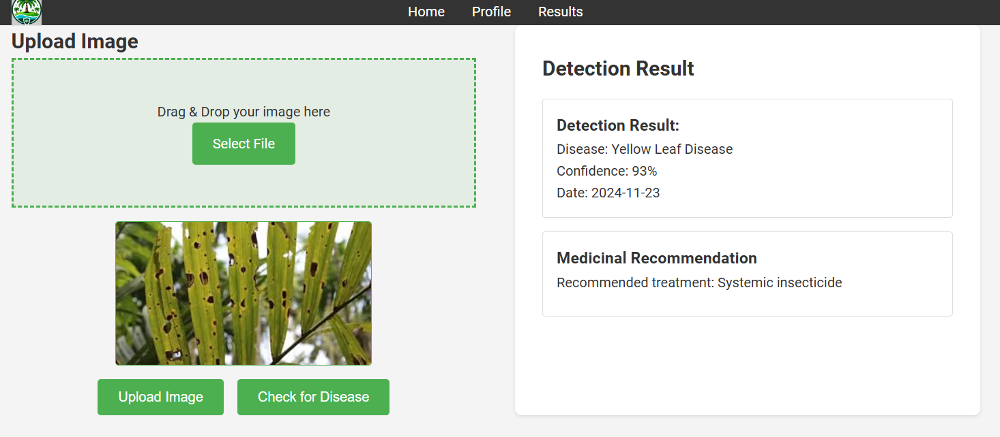 Home Profile Results
Upload Image
Drag & Drop your image here
Select File
Upload Image Check for Disease
Detection Result
Detection Result:
Disease: Yellow Leaf Disease
Confidence: 93%
Date: 2024-11-23
Medicinal Recommendation
Recommended treatment: Systemic insecticide